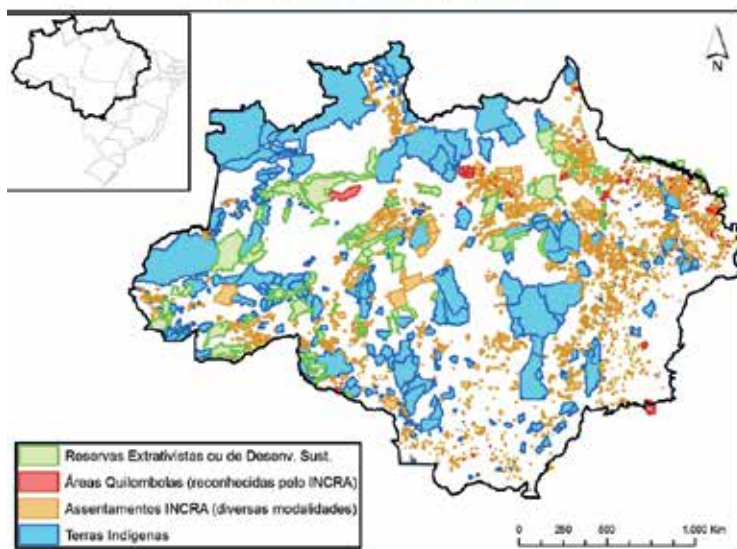 N
Reservas Extrativistas ou de Desenv. Sust.
Áreas Quilombolas (reconhecidas pelo INCRA)
Assentamentos INCRA (diversas modalidades)
Terras Indígenas
0 250 500 1.000 Km